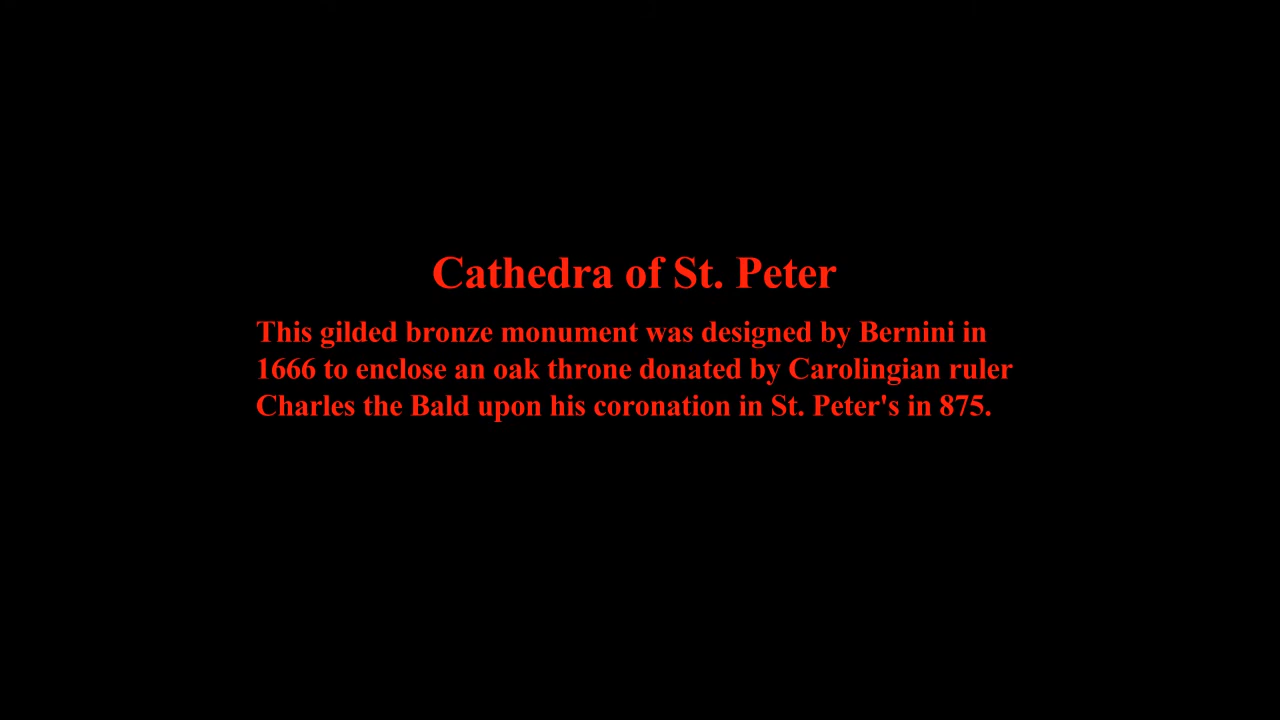 Cathedra of St. Peter
This gilded bronze monument was designed by Bernini in
1666 to enclose an oak throne donated by Carolingian ruler
Charles the Bald upon his coronation in St. Peter's in 875.